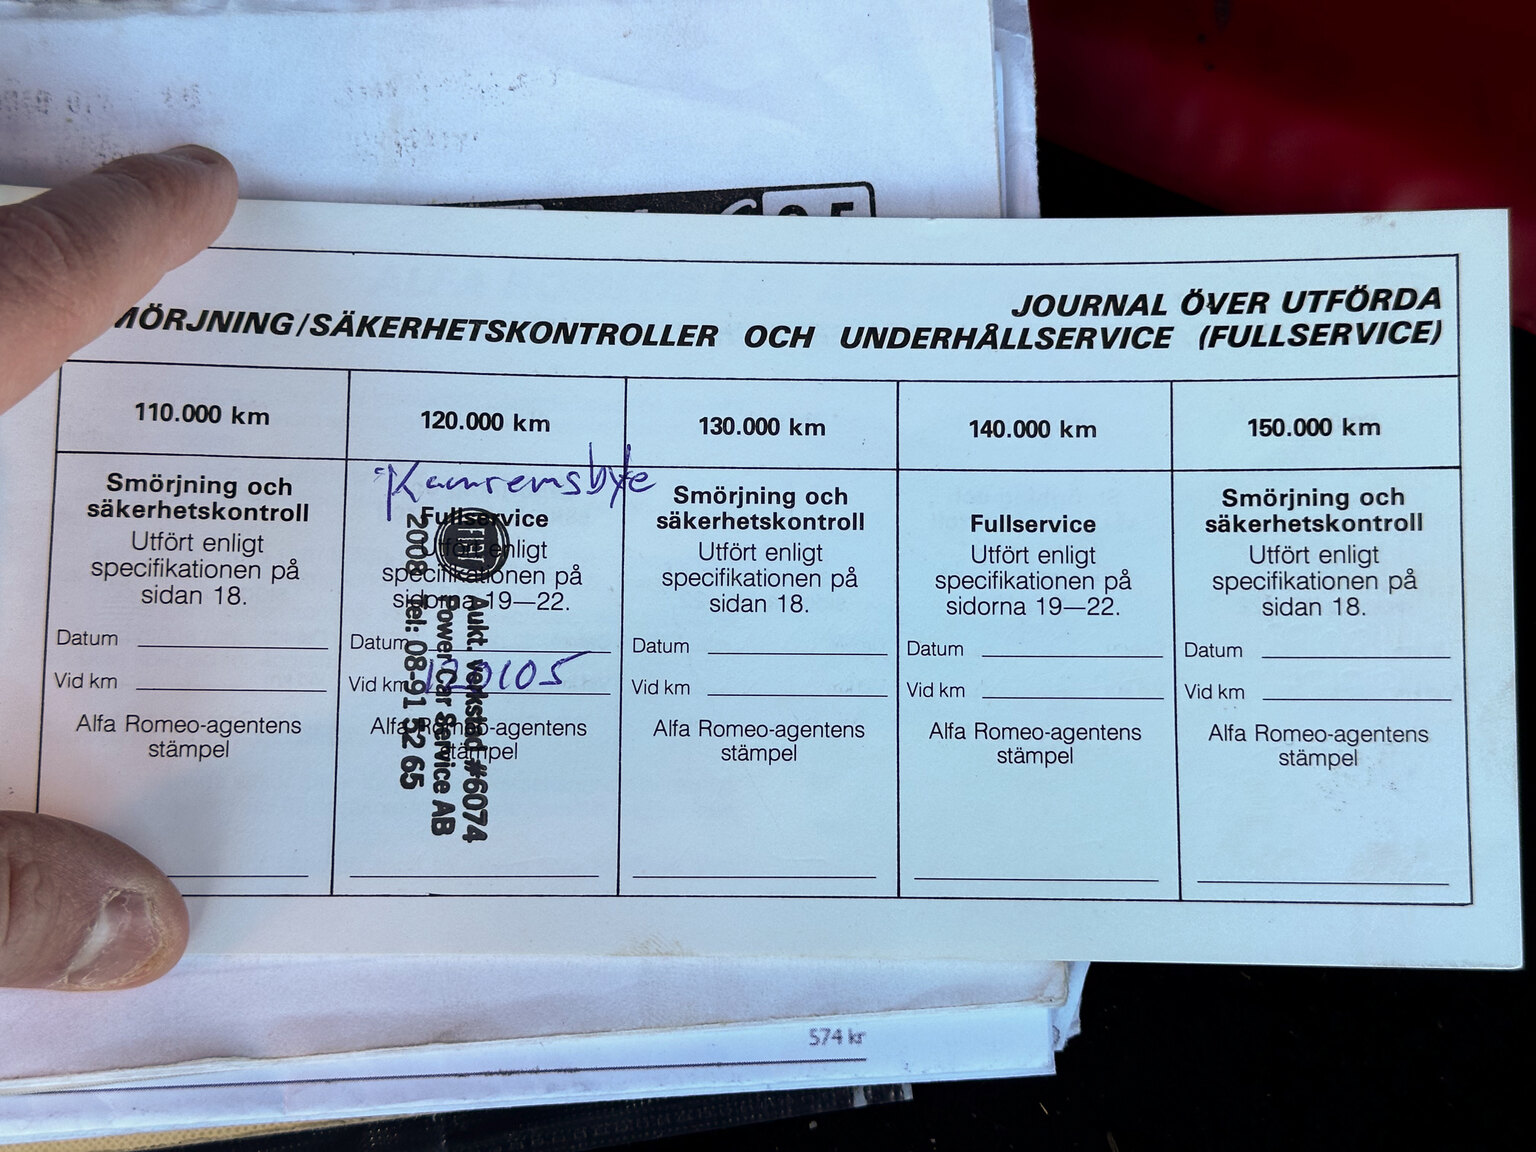 JOURNAL ÖVER UTFÖRDA
MÖRJNING/SÄKERHETSKONTROLLER OCH UNDERHÅLLSERVICE (FULLSERVICE)
110.000 km
Smörjning och
säkerhetskontroll
Utfört enligt
specifikationen på
sidan 18.
Datum
Vid km
Alfa Romeo-agentens
stämpel
120.000 km
Kamremsbyte
Fullservice
Utfört enligt
specifikationen på
sidorna 19—22.
Datum
Vid km 120105
Alfa Romeo-agentens
stämpel
FIAT
Aukt. verkstad #6074
Power Car Service AB
2008 Tel: 08-91 52 65
130.000 km
Smörjning och
säkerhetskontroll
Utfört enligt
specifikationen på
sidan 18.
Datum
Vid km
Alfa Romeo-agentens
stämpel
140.000 km
Fullservice
Utfört enligt
specifikationen på
sidorna 19—22.
Datum
Vid km
Alfa Romeo-agentens
stämpel
150.000 km
Smörjning och
säkerhetskontroll
Utfört enligt
specifikationen på
sidan 18.
Datum
Vid km
Alfa Romeo-agentens
stämpel
574 kr